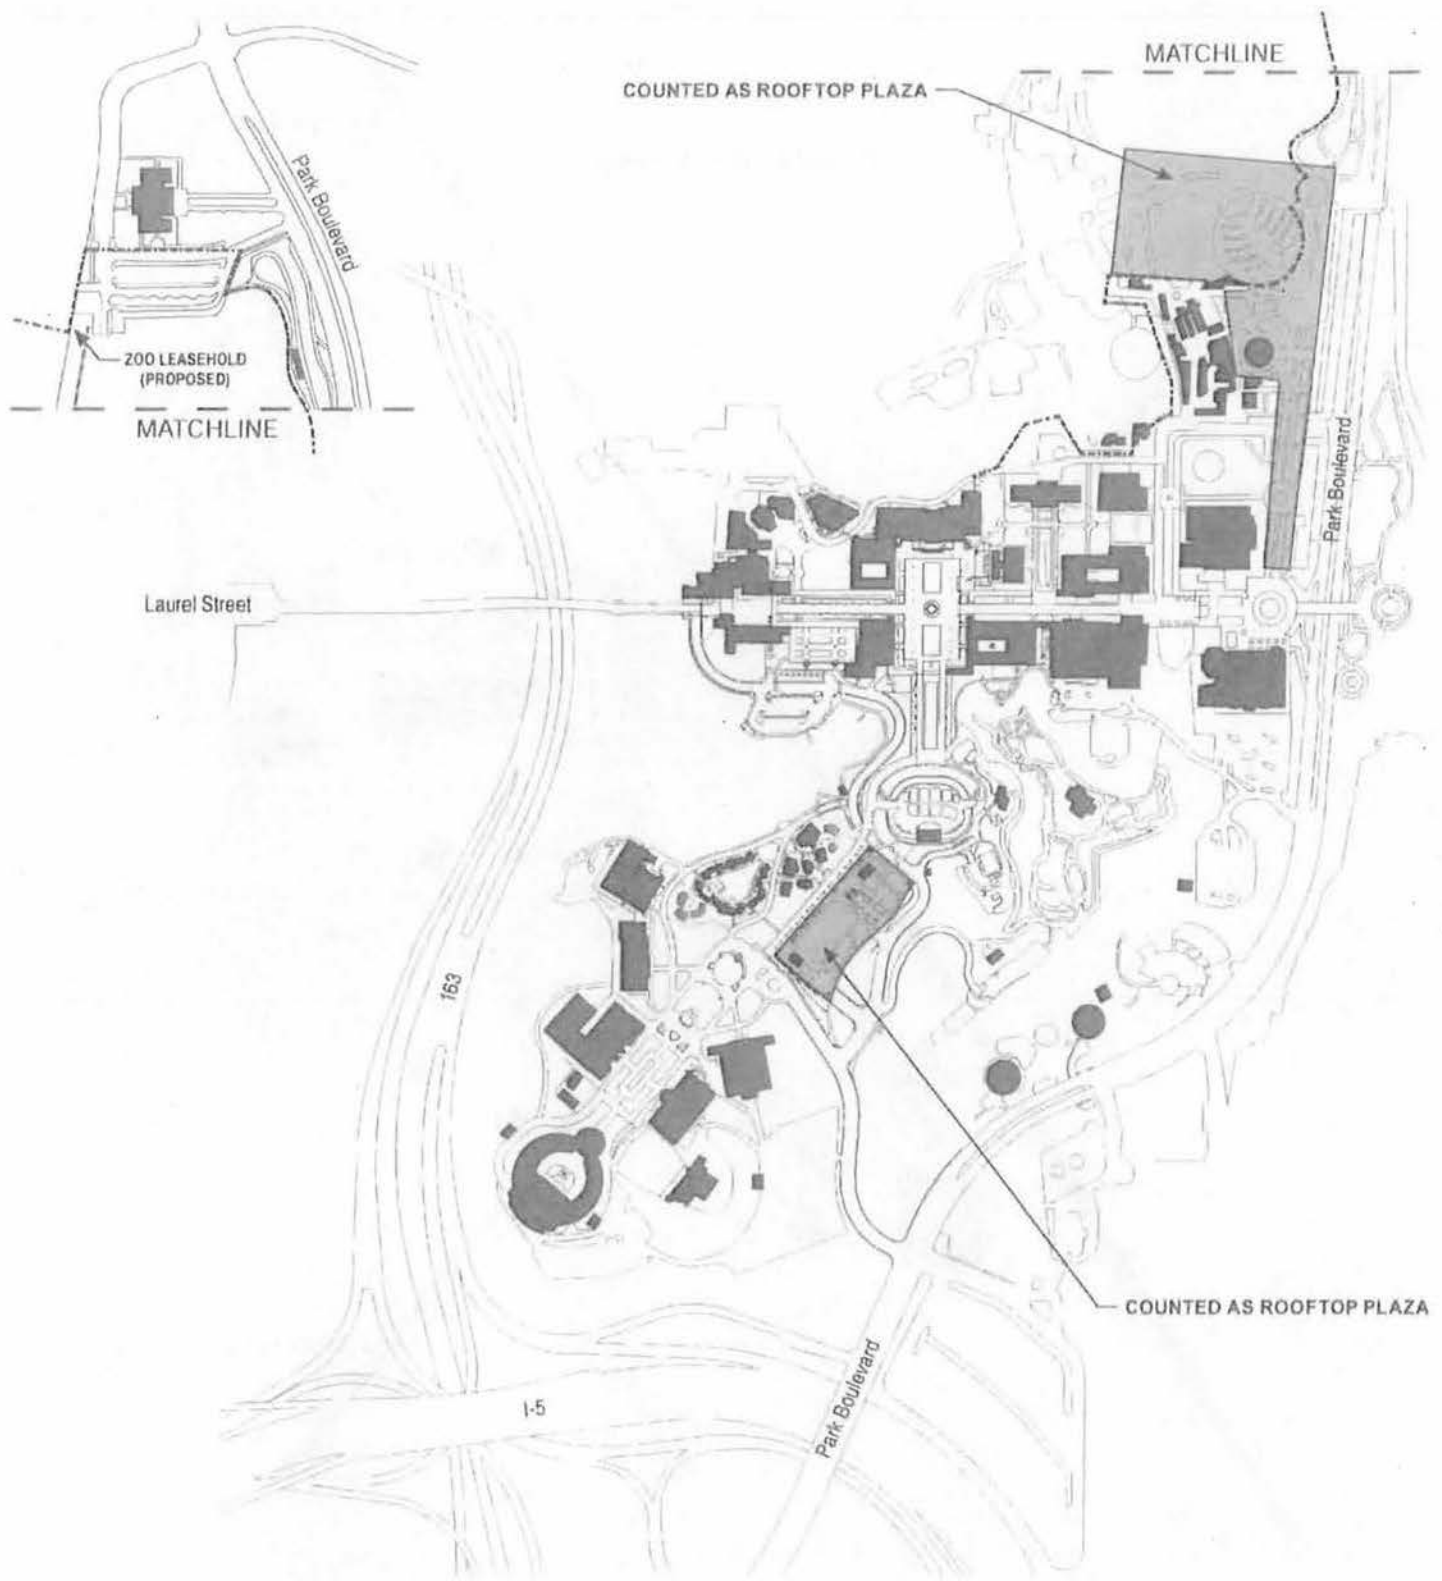 MATCHLINE
COUNTED AS ROOFTOP PLAZA
Park Boulevard
ZOO LEASEHOLD
(PROPOSED)
MATCHLINE
Park Boulevard
Laurel Street
163
COUNTED AS ROOFTOP PLAZA
Park Boulevard
I-5